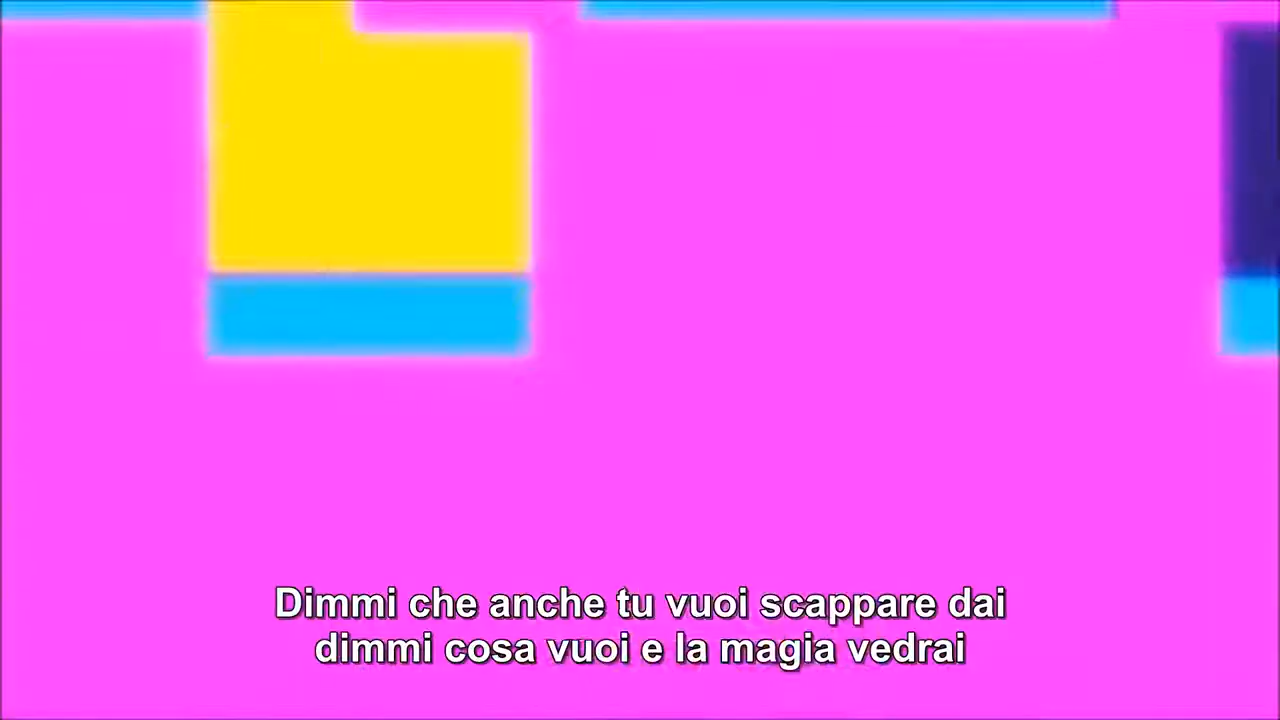 Dimmi che anche tu vuoi scappare dai
dimmi cosa vuoi e la magia vedrai